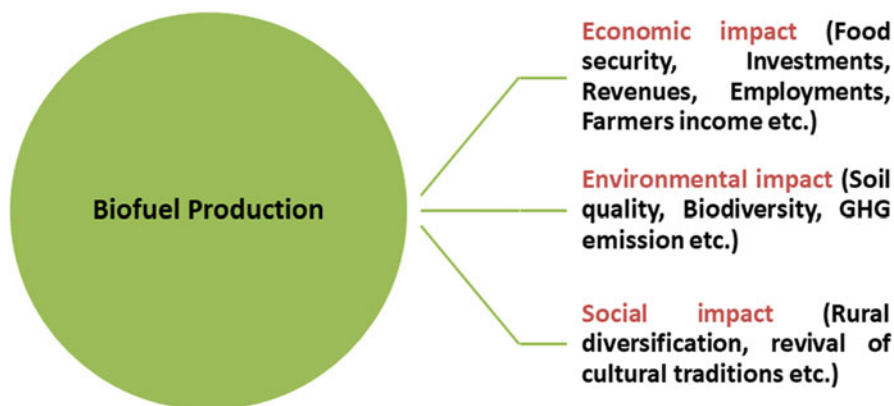 Biofuel Production
Economic impact (Food
security, Investments,
Revenues, Employments,
Farmers income etc.)
Environmental impact (Soil
quality, Biodiversity, GHG
emission etc.)
Social impact (Rural
diversification, revival of
cultural traditions etc.)